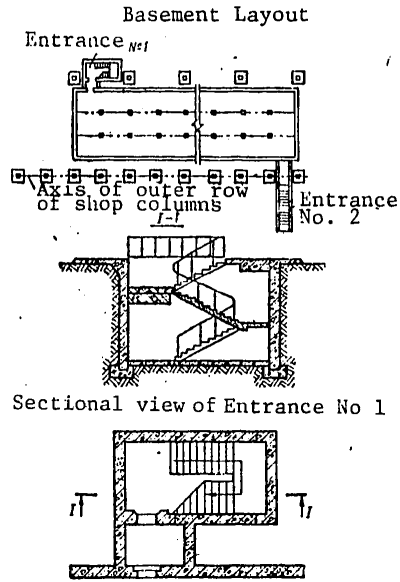 Basement Layout
Entrance №1
Axis of outer row
of shop columns
Entrance
No. 2
I-I
Sectional view of Entrance No 1
I
I